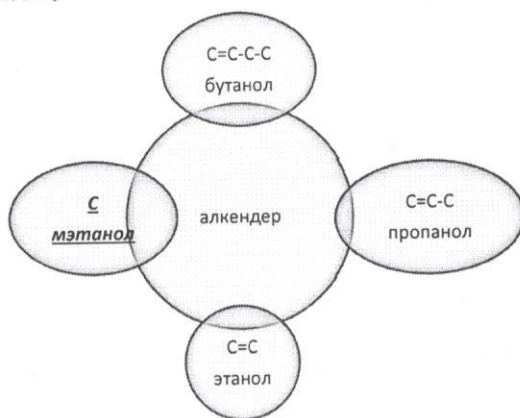 С=С-С-С
бутанол
С
мэтанол
алкендер
С=С-С
пропанол
С=С
этанол